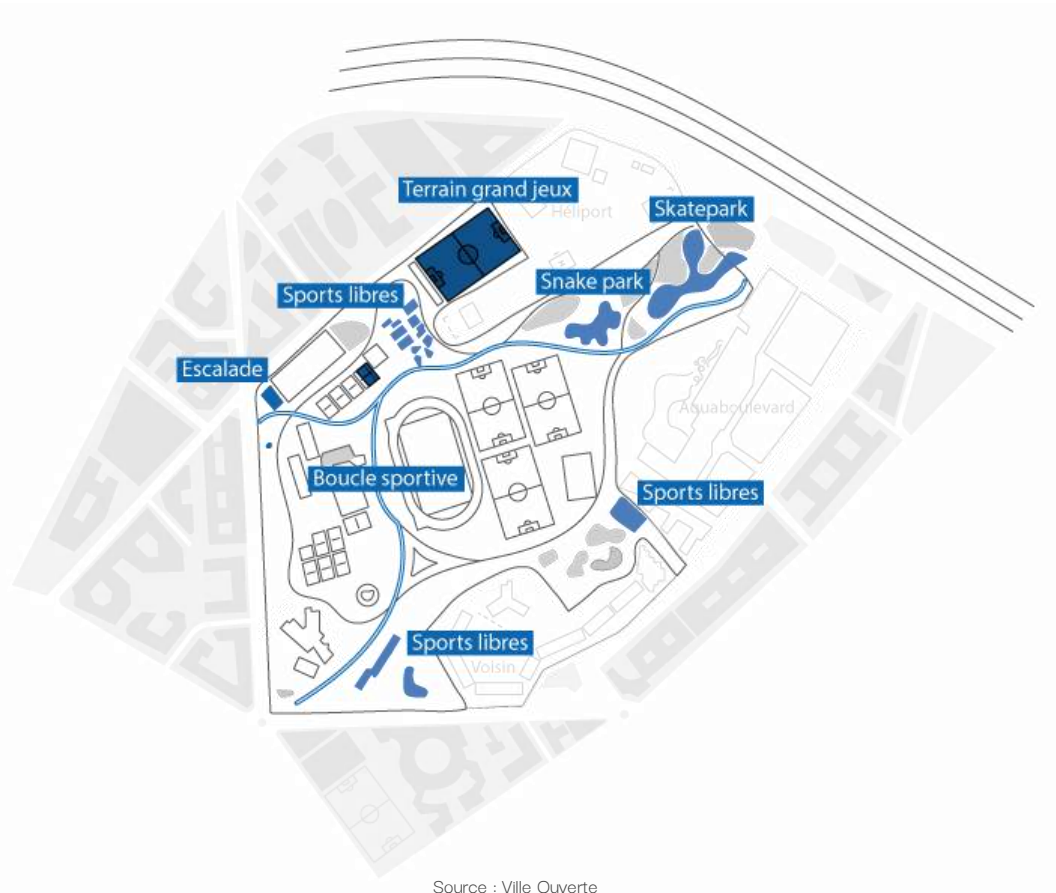 Terrain grand jeux
Héliport
Skatepark
Snake park
Sports libres
Escalade
Aquaboulevard
Boucle sportive
Sports libres
Sports libres
Voisin
Source : Ville Ouverte